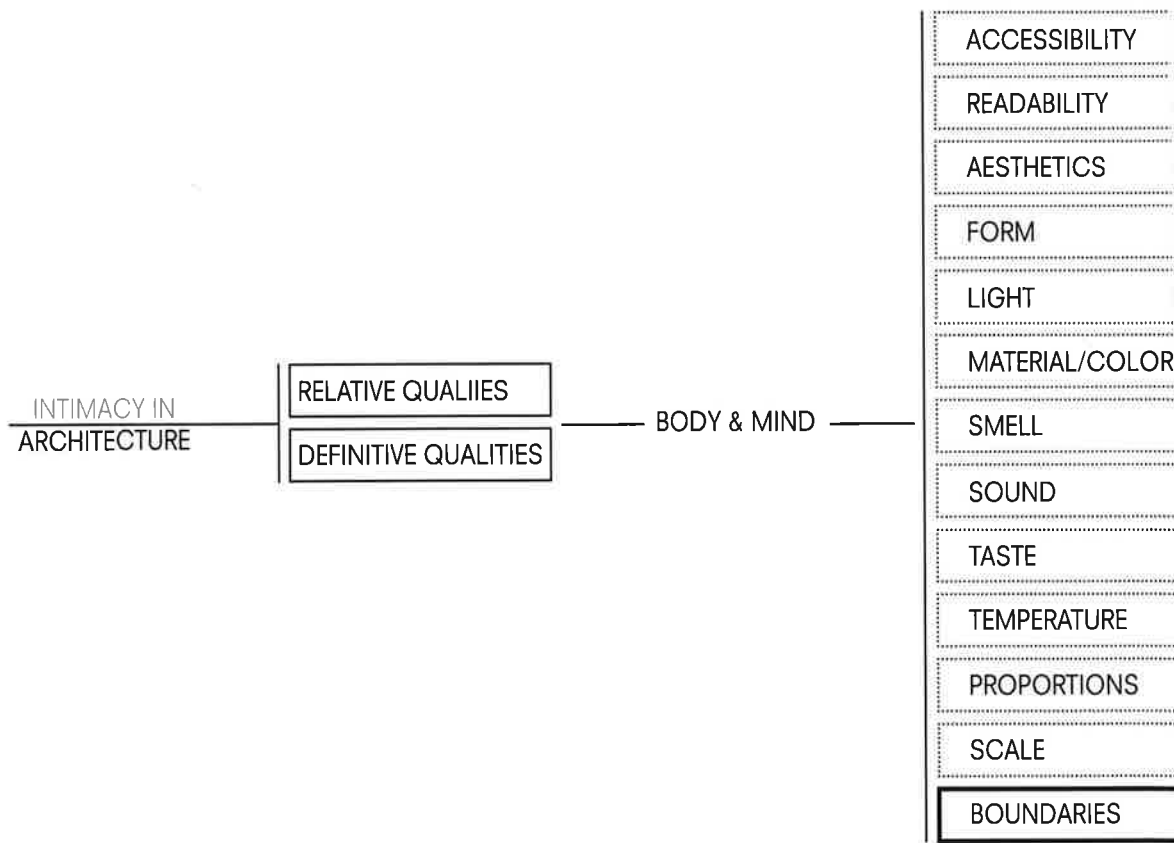 INTIMACY IN
ARCHITECTURE
RELATIVE QUALIIES
DEFINITIVE QUALITIES
BODY & MIND
ACCESSIBILITY
READABILITY
AESTHETICS
FORM
LIGHT
MATERIAL/COLOR
SMELL
SOUND
TASTE
TEMPERATURE
PROPORTIONS
SCALE
BOUNDARIES